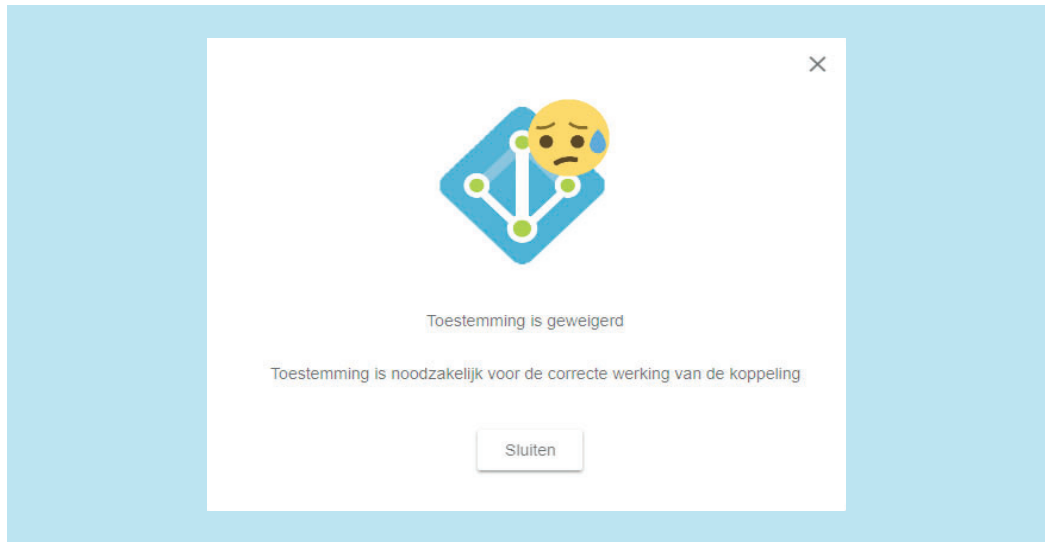 Toestemming is geweigerd
Toestemming is noodzakelijk voor de correcte werking van de koppeling
Sluiten